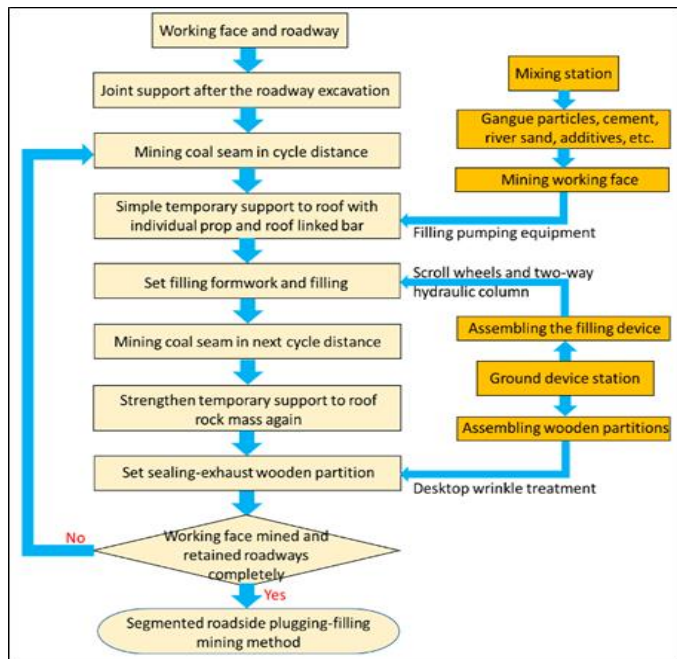 Working face and roadway
Joint support after the roadway excavation
Mining coal seam in cycle distance
Simple temporary support to roof with
individual prop and roof linked bar
Set filling formwork and filling
Mining coal seam in next cycle distance
Strengthen temporary support to roof
rock mass again
Set sealing-exhaust wooden partition
Working face mined and
retained roadways
completely
No
Yes
Segmented roadside plugging-filling
mining method
Mixing station
Gangue particles, cement,
river sand, additives, etc.
Mining working face
Filling pumping equipment
Scroll wheels and two-way
hydraulic column
Assembling the filling device
Ground device station
Assembling wooden partitions
Desktop wrinkle treatment